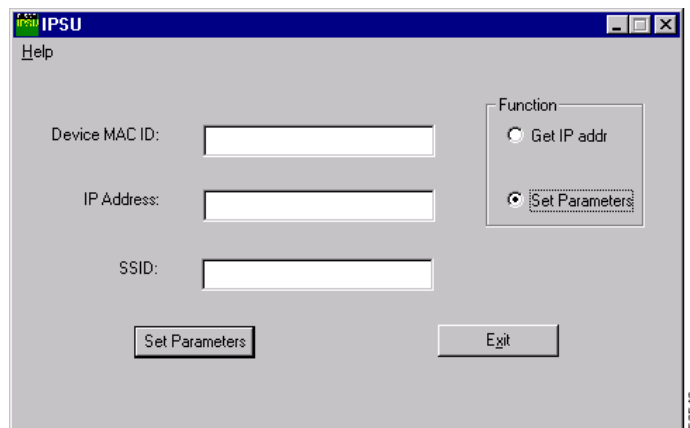 IPSU
Help
Function
Device MAC ID:
Get IP addr
IP Address:
Set Parameters
SSID:
Set Parameters
Exit